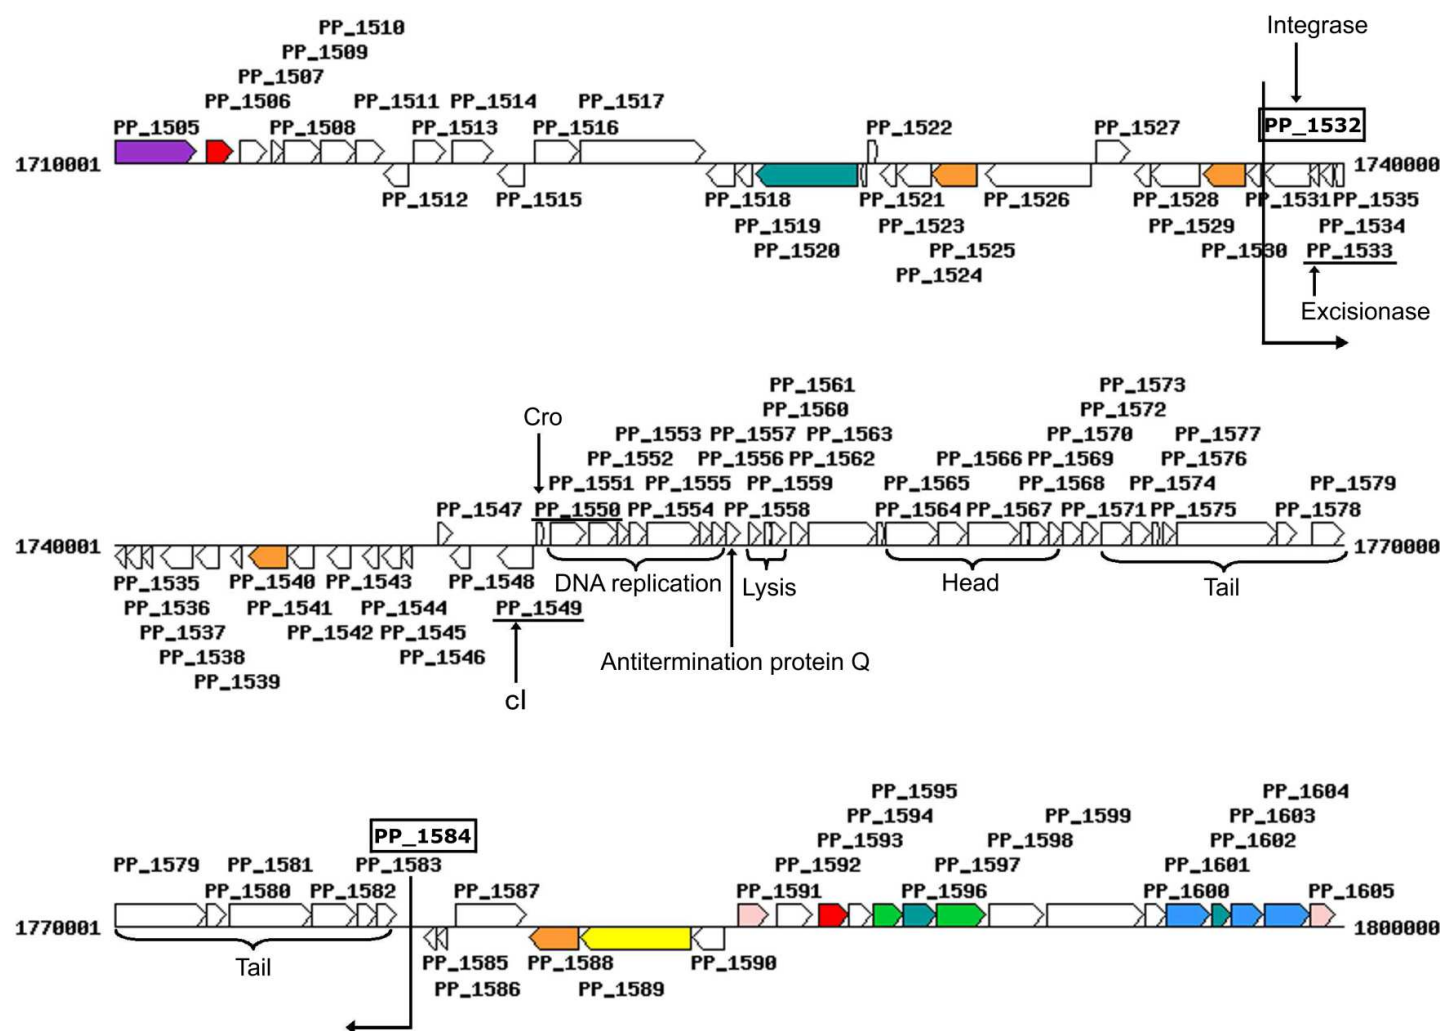 PP_1510
Integrase
PP_1509
PP_1507
PP_1506 PP_1511 PP_1514 PP_1517
PP_1505 PP_1508 PP_1513 PP_1516 PP_1522 PP_1527 PP_1532
1710001 1740000
PP_1512 PP_1515 PP_1518 PP_1521 PP_1526 PP_1528 PP_1531 PP_1535
PP_1519 PP_1523 PP_1529 PP_1534
PP_1520 PP_1525 PP_1530 PP_1533
PP_1524
Excisionase
PP_1561 PP_1573
Cro PP_1560 PP_1572
PP_1553 PP_1557 PP_1563 PP_1570 PP_1577
PP_1552 PP_1556 PP_1562 PP_1566 PP_1569 PP_1576
PP_1551 PP_1555 PP_1559 PP_1565 PP_1568 PP_1574 PP_1579
PP_1547 PP_1550 PP_1554 PP_1558 PP_1564 PP_1567 PP_1571 PP_1575 PP_1578
1740001 1770000
PP_1535 PP_1540 PP_1543 PP_1548 DNA replication Lysis Head Tail
PP_1536 PP_1541 PP_1544 PP_1549
PP_1537 PP_1542 PP_1545
PP_1538 PP_1546 Antitermination protein Q
PP_1539
cI
PP_1595 PP_1604
PP_1594 PP_1599 PP_1603
PP_1584 PP_1593 PP_1598 PP_1602
PP_1579 PP_1581 PP_1583 PP_1592 PP_1597 PP_1601
PP_1580 PP_1582 PP_1587 PP_1591 PP_1596 PP_1600 PP_1605
1770001 1800000
Tail PP_1585 PP_1588 PP_1590
PP_1586 PP_1589